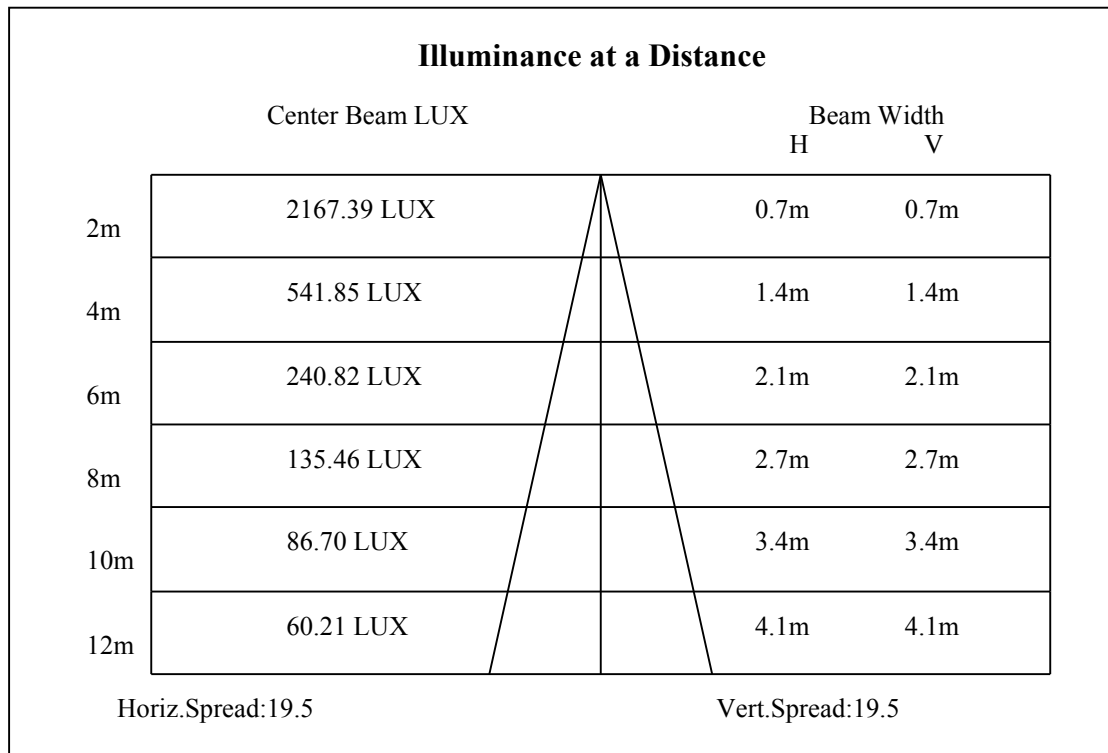 Illuminance at a Distance
Center Beam LUX Beam Width
H V
2m 2167.39 LUX 0.7m 0.7m
4m 541.85 LUX 1.4m 1.4m
6m 240.82 LUX 2.1m 2.1m
8m 135.46 LUX 2.7m 2.7m
10m 86.70 LUX 3.4m 3.4m
12m 60.21 LUX 4.1m 4.1m
Horiz.Spread:19.5 Vert.Spread:19.5